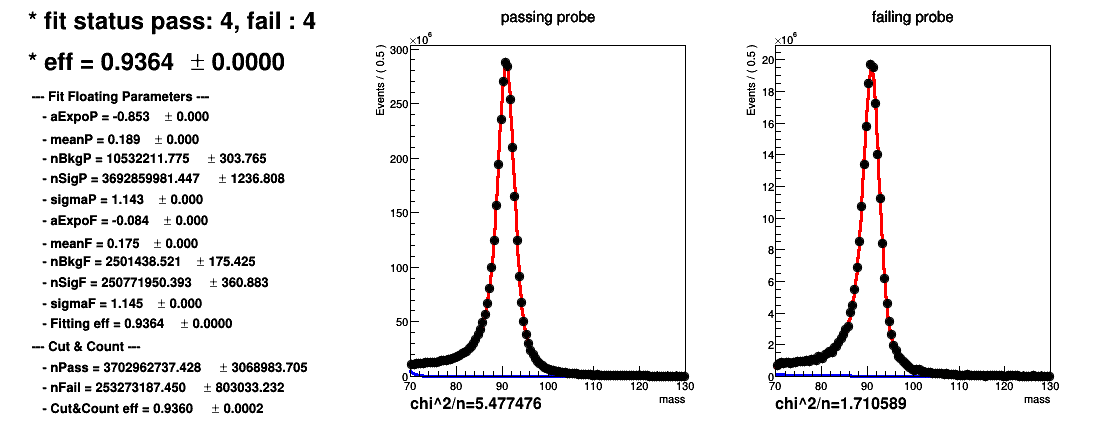 * fit status pass: 4, fail : 4
* eff = 0.9364 ± 0.0000
--- Fit Floating Parameters ---
- aExpoP = -0.853 ± 0.000
- meanP = 0.189 ± 0.000
- nBkgP = 10532211.775 ± 303.765
- nSigP = 3692859981.447 ± 1236.808
- sigmaP = 1.143 ± 0.000
- aExpoF = -0.084 ± 0.000
- meanF = 0.175 ± 0.000
- nBkgF = 2501438.521 ± 175.425
- nSigF = 250771950.393 ± 360.883
- sigmaF = 1.145 ± 0.000
- Fitting eff = 0.9364 ± 0.0000
--- Cut & Count ---
- nPass = 3702962737.428 ± 3068983.705
- nFail = 253273187.450 ± 803033.232
- Cut&Count eff = 0.9360 ± 0.0002
passing probe
×10^6
Events / ( 0.5 )
300
250
200
150
100
50
0
70 80 90 100 110 120 130
mass
chi^2/n=5.477476
failing probe
×10^6
Events / ( 0.5 )
20
18
16
14
12
10
8
6
4
2
0
70 80 90 100 110 120 130
mass
chi^2/n=1.710589